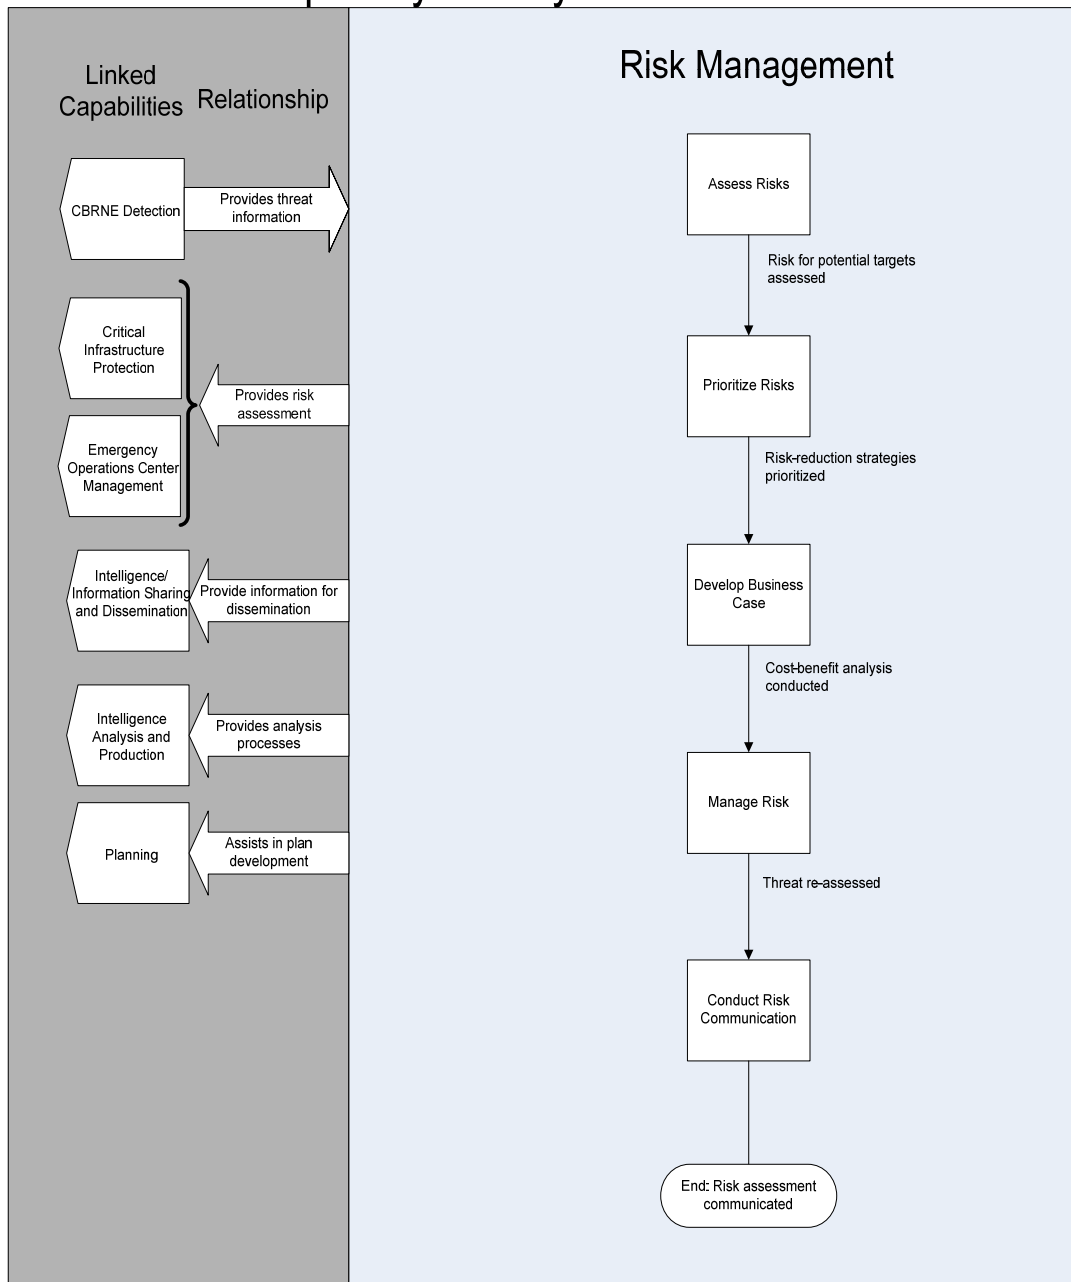 Linked
Capabilities
Relationship
CBRNE Detection
Provides threat
information
Critical
Infrastructure
Protection
Emergency
Operations Center
Management
Provides risk
assessment
Intelligence/
Information Sharing
and Dissemination
Provide information for
dissemination
Intelligence
Analysis and
Production
Provides analysis
processes
Planning
Assists in plan
development
Risk Management
Assess Risks
Risk for potential targets
assessed
Prioritize Risks
Risk-reduction strategies
prioritized
Develop Business
Case
Cost-benefit analysis
conducted
Manage Risk
Threat re-assessed
Conduct Risk
Communication
End: Risk assessment
communicated